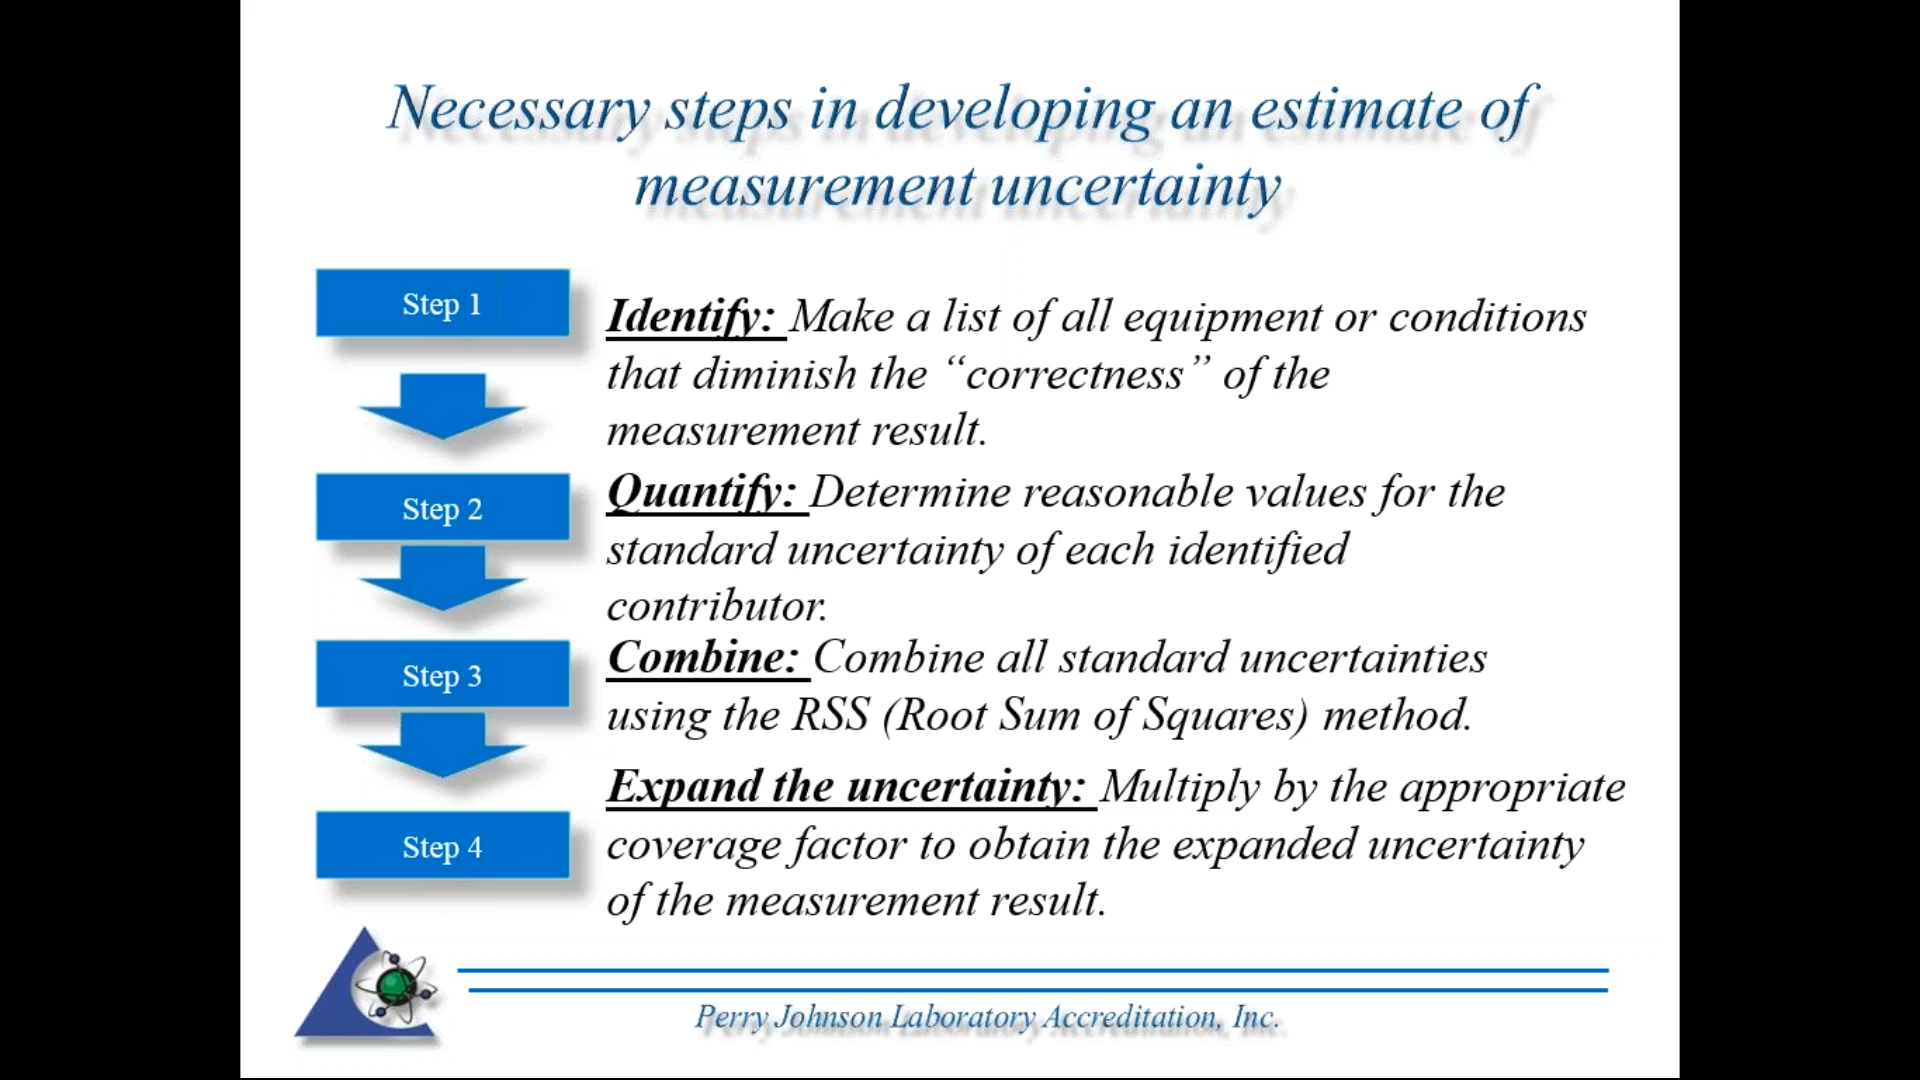 Necessary steps in developing an estimate of
measurement uncertainty
Step 1
Identify: Make a list of all equipment or conditions
that diminish the “correctness” of the
measurement result.
Step 2
Quantify: Determine reasonable values for the
standard uncertainty of each identified
contributor.
Step 3
Combine: Combine all standard uncertainties
using the RSS (Root Sum of Squares) method.
Step 4
Expand the uncertainty: Multiply by the appropriate
coverage factor to obtain the expanded uncertainty
of the measurement result.
Perry Johnson Laboratory Accreditation, Inc.